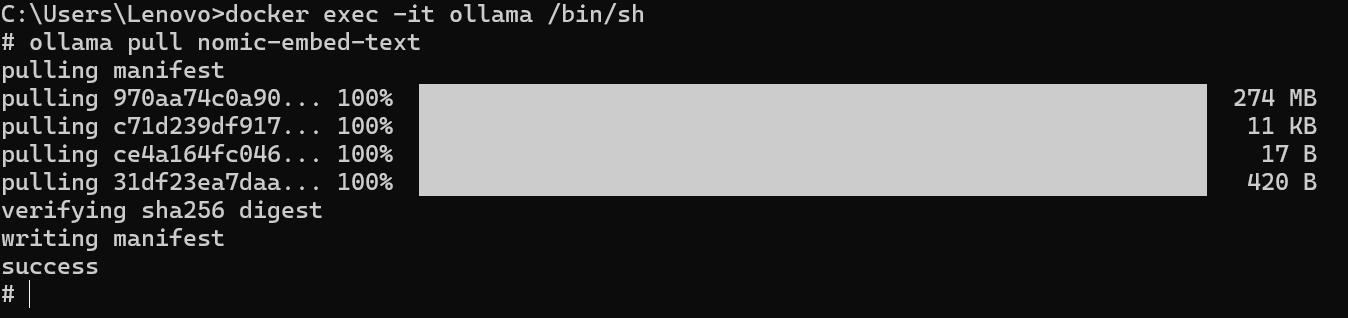 C:\Users\Lenovo>docker exec -it ollama /bin/sh
# ollama pull nomic-embed-text
pulling manifest
pulling 970aa74c0a90... 100% 274 MB
pulling c71d239df917... 100% 11 KB
pulling ce4a164fc046... 100% 17 B
pulling 31df23ea7daa... 100% 420 B
verifying sha256 digest
writing manifest
success
#